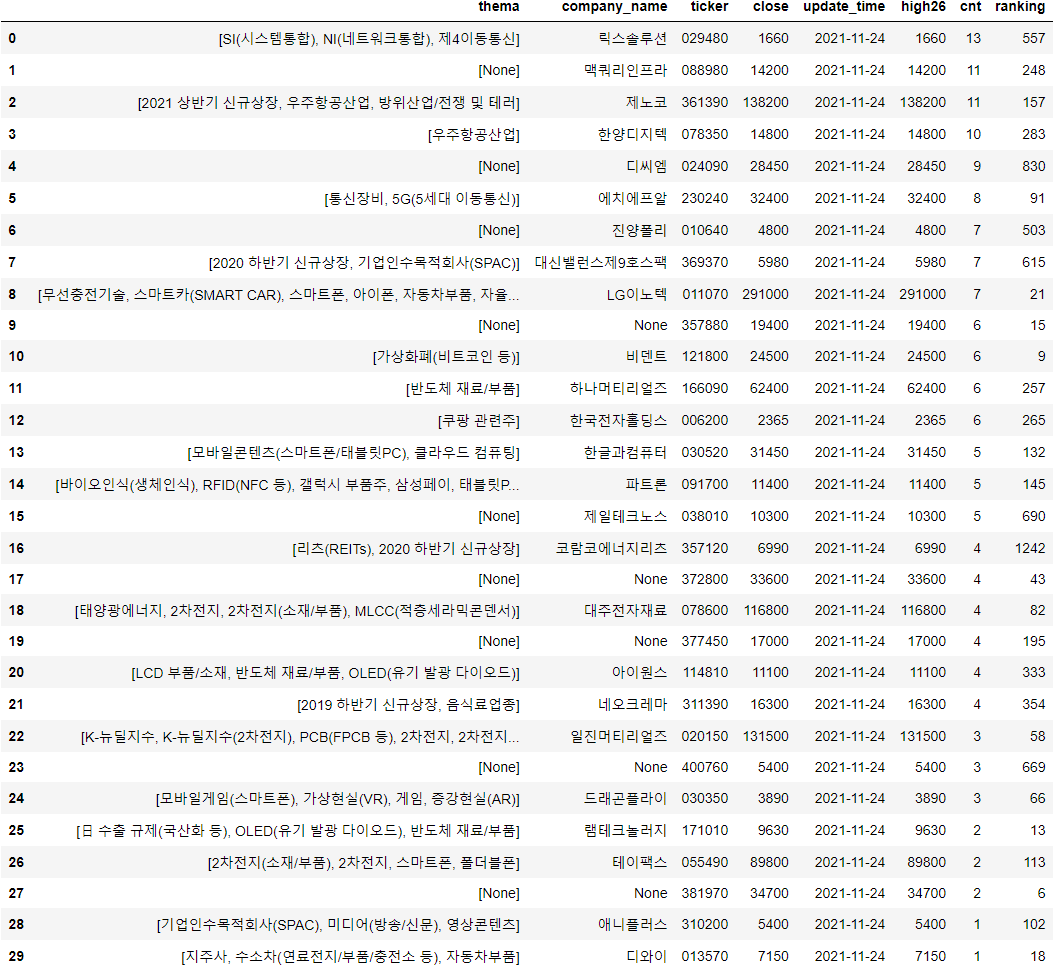 thema company_name ticker close update_time high26 cnt ranking
0 [SI(시스템통합), NI(네트워크통합), 제4이동통신] 릭스솔루션 029480 1660 2021-11-24 1660 13 557
1 [None] 맥쿼리인프라 088980 14200 2021-11-24 14200 11 248
2 [2021 상반기 신규상장, 우주항공산업, 방위산업/전쟁 및 테러] 제노코 361390 138200 2021-11-24 138200 11 157
3 [우주항공산업] 한양디지텍 078350 14800 2021-11-24 14800 10 283
4 [None] 디씨엠 024090 28450 2021-11-24 28450 9 830
5 [통신장비, 5G(5세대 이동통신)] 에치에프알 230240 32400 2021-11-24 32400 8 91
6 [None] 진양폴리 010640 4800 2021-11-24 4800 7 503
7 [2020 하반기 신규상장, 기업인수목적회사(SPAC)] 대신밸런스제9호스팩 369370 5980 2021-11-24 5980 7 615
8 [무선충전기술, 스마트카(SMART CAR), 스마트폰, 아이폰, 자동차부품, 자율... LG이노텍 011070 291000 2021-11-24 291000 7 21
9 [None] None 357880 19400 2021-11-24 19400 6 15
10 [가상화폐(비트코인 등)] 비덴트 121800 24500 2021-11-24 24500 6 9
11 [반도체 재료/부품] 하나머티리얼즈 166090 62400 2021-11-24 62400 6 257
12 [쿠팡 관련주] 한국전자홀딩스 006200 2365 2021-11-24 2365 6 265
13 [모바일콘텐츠(스마트폰/태블릿PC), 클라우드 컴퓨팅] 한글과컴퓨터 030520 31450 2021-11-24 31450 5 132
14 [바이오인식(생체인식), RFID(NFC 등), 갤럭시 부품주, 삼성페이, 태블릿P... 파트론 091700 11400 2021-11-24 11400 5 145
15 [None] 제일테크노스 038010 10300 2021-11-24 10300 5 690
16 [리츠(REITs), 2020 하반기 신규상장] 코람코에너지리츠 357120 6990 2021-11-24 6990 4 1242
17 [None] None 372800 33600 2021-11-24 33600 4 43
18 [태양광에너지, 2차전지, 2차전지(소재/부품), MLCC(적층세라믹콘덴서)] 대주전자재료 078600 116800 2021-11-24 116800 4 82
19 [None] None 377450 17000 2021-11-24 17000 4 195
20 [LCD 부품/소재, 반도체 재료/부품, OLED(유기 발광 다이오드)] 아이원스 114810 11100 2021-11-24 11100 4 333
21 [2019 하반기 신규상장, 음식료업종] 네오크레마 311390 16300 2021-11-24 16300 4 354
22 [K-뉴딜지수, K-뉴딜지수(2차전지), PCB(FPCB 등), 2차전지, 2차전지... 일진머티리얼즈 020150 131500 2021-11-24 131500 3 58
23 [None] None 400760 5400 2021-11-24 5400 3 669
24 [모바일게임(스마트폰), 가상현실(VR), 게임, 증강현실(AR)] 드래곤플라이 030350 3890 2021-11-24 3890 3 66
25 [日 수출 규제(국산화 등), OLED(유기 발광 다이오드), 반도체 재료/부품] 램테크놀러지 171010 9630 2021-11-24 9630 2 13
26 [2차전지(소재/부품), 2차전지, 스마트폰, 폴더블폰] 테이팩스 055490 89800 2021-11-24 89800 2 113
27 [None] None 381970 34700 2021-11-24 34700 2 6
28 [기업인수목적회사(SPAC), 미디어(방송/신문), 영상콘텐츠] 애니플러스 310200 5400 2021-11-24 5400 1 102
29 [지주사, 수소차(연료전지/부품/충전소 등), 자동차부품] 디와이 013570 7150 2021-11-24 7150 1 18